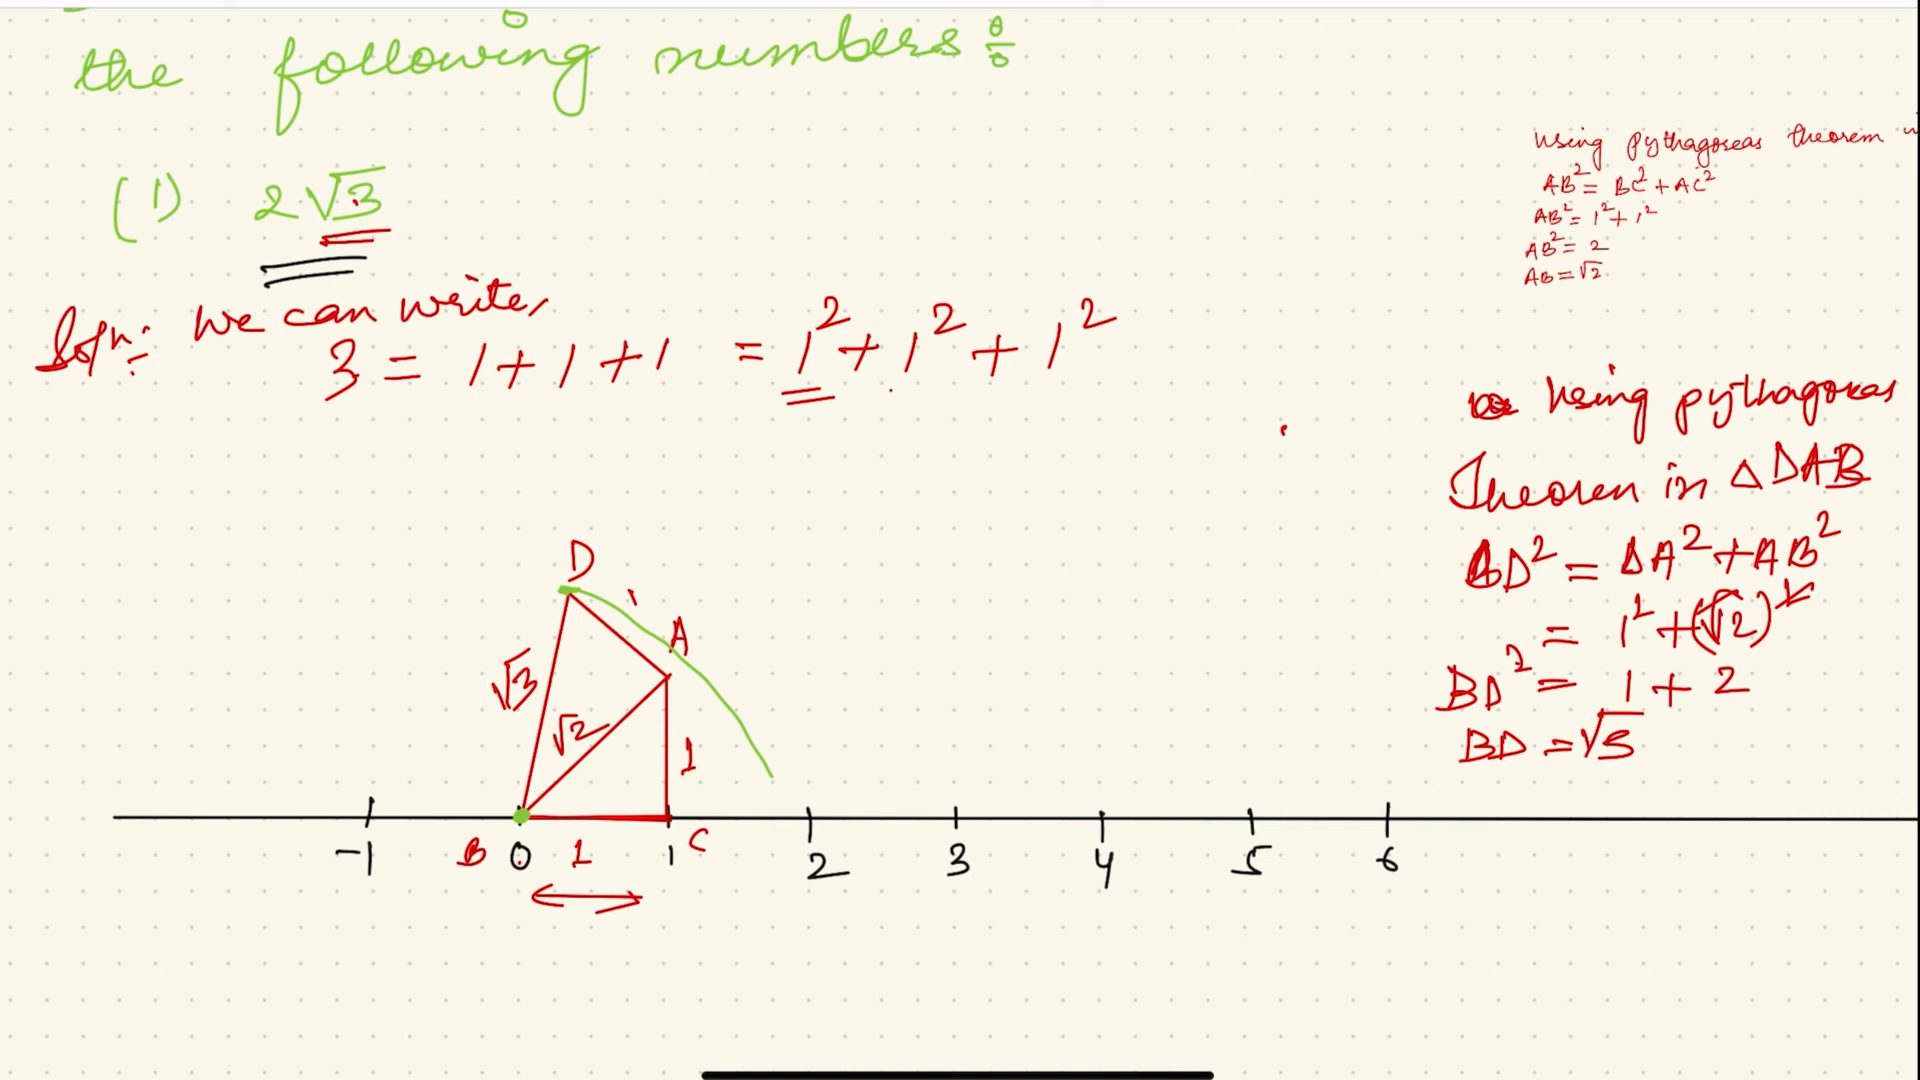 the following numbers :
(1) 2√3
Soln:- We can write,
3 = 1 + 1 + 1 = 1² + 1² + 1²
Using pythagoreas theorem
AB² = BC² + AC²
AB² = 1² + 1²
AB² = 2
AB = √2
Using pythagoreas
Theorem in △ DAB
BD² = DA² + AB²
= 1² + (√2)²
BD² = 1 + 2
BD = √3
D
1
A
√3
√2
1
-1 B 0 1 1 C 2 3 4 5 6